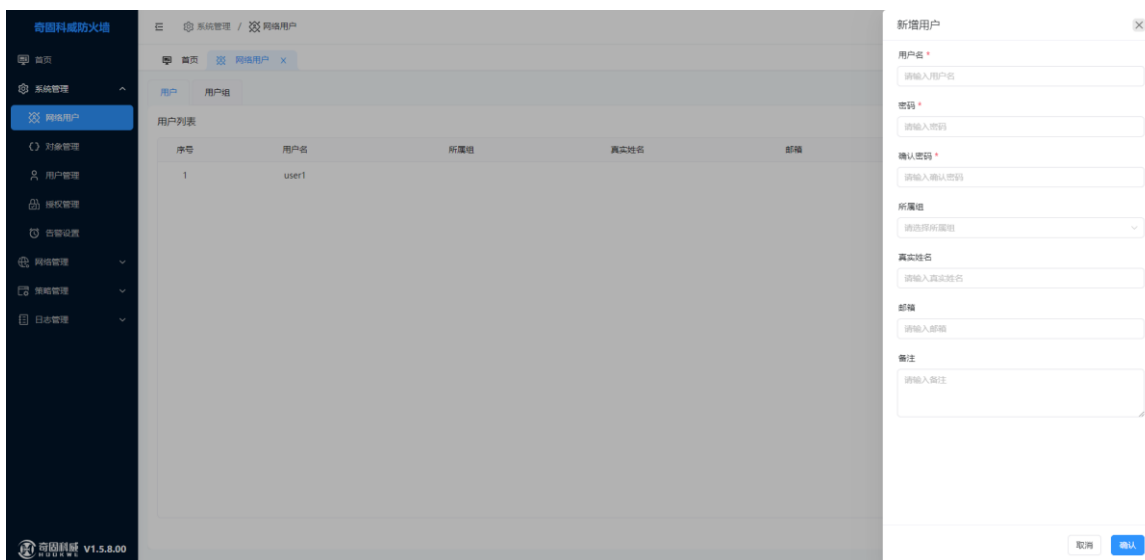 奇固科威防火墙
系统管理 / 网络用户
首页
系统管理
网络用户
对象管理
用户管理
授权管理
告警设置
网络管理
策略管理
日志管理
奇固科威 V1.5.8.00
首页 网络用户 ×
用户 用户组
用户列表
序号 用户名 所属组 真实姓名 邮箱
1 user1
新增用户
用户名 *
请输入用户名
密码 *
请输入密码
确认密码 *
请输入确认密码
所属组
请选择所属组
真实姓名
请输入真实姓名
邮箱
请输入邮箱
备注
请输入备注
取消 确认